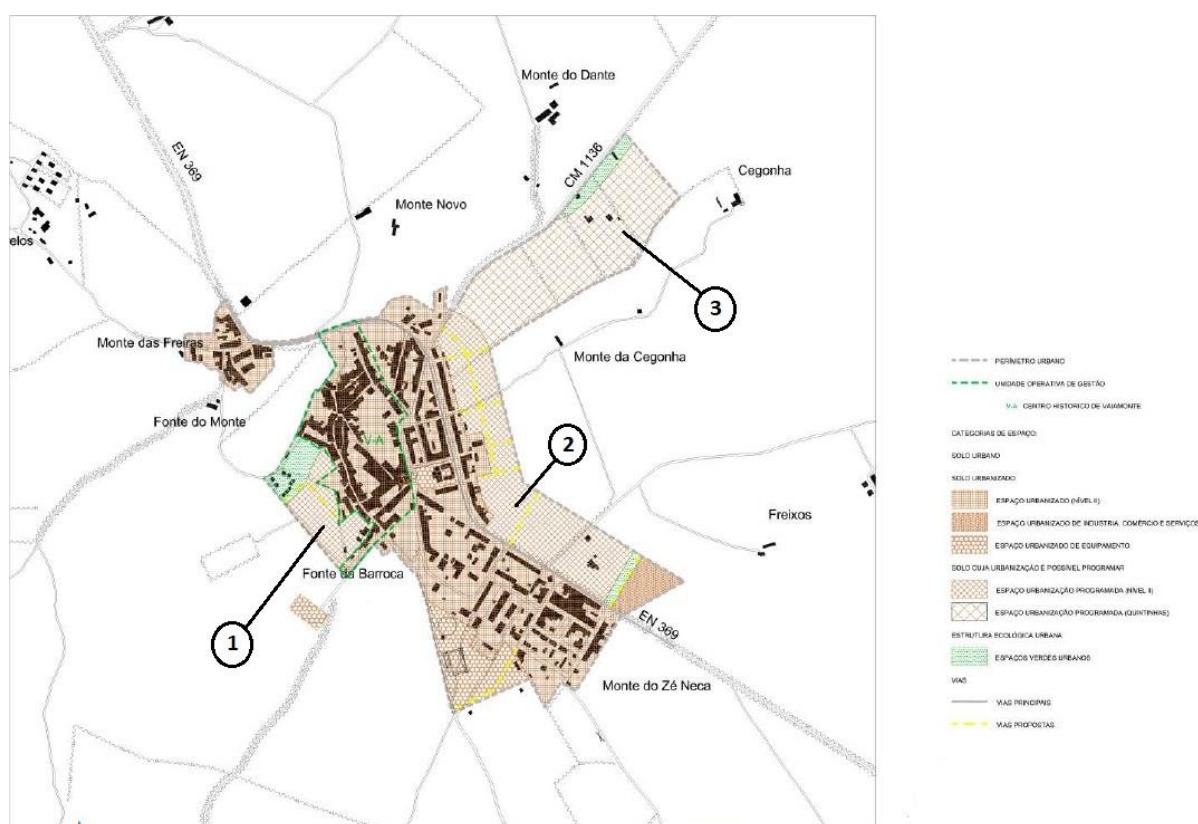 Monte do Dante
EN 369
CM 1136
Cegonha
Monte Novo
elos
3
Monte das Freiras
Monte da Cegonha
Fonte do Monte
V-A
2
Freixos
Fonte da Barroca
1
EN 369
Monte do Zé Neca
PERÍMETRO URBANO
UNIDADE OPERATIVA DE GESTÃO
V-A CENTRO HISTORICO DE VAIAMONTE
CATEGORIAS DE ESPAÇO:
SOLO URBANO
SOLO URBANIZADO
ESPAÇO URBANIZADO (NÍVEL II)
ESPAÇO URBANIZADO DE INDUSTRIA, COMÉRCIO E SERVIÇOS
ESPAÇO URBANIZADO DE EQUIPAMENTO
SOLO CUJA URBANIZAÇÃO É POSSÍVEL PROGRAMAR
ESPAÇO URBANIZAÇÃO PROGRAMADA (NÍVEL II)
ESPAÇO URBANIZAÇÃO PROGRAMADA (QUINTINHAS)
ESTRUTURA ECOLÓGICA URBANA
ESPAÇOS VERDES URBANOS
VIAS
VIAS PRINCIPAIS
VIAS PROPOSTAS